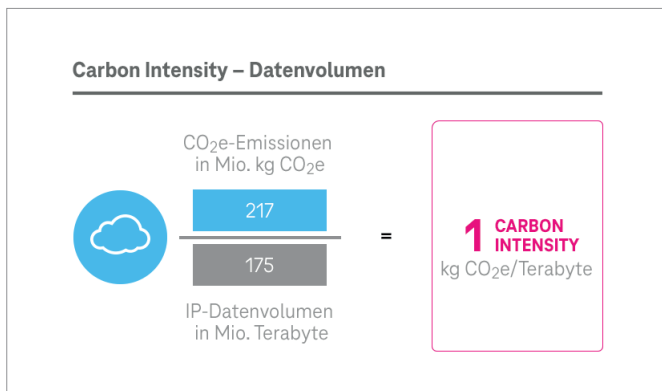 Carbon Intensity – Datenvolumen
CO₂e-Emissionen
in Mio. kg CO₂e
217
175
IP-Datenvolumen
in Mio. Terabyte
=
1 CARBON
INTENSITY
kg CO₂e/Terabyte